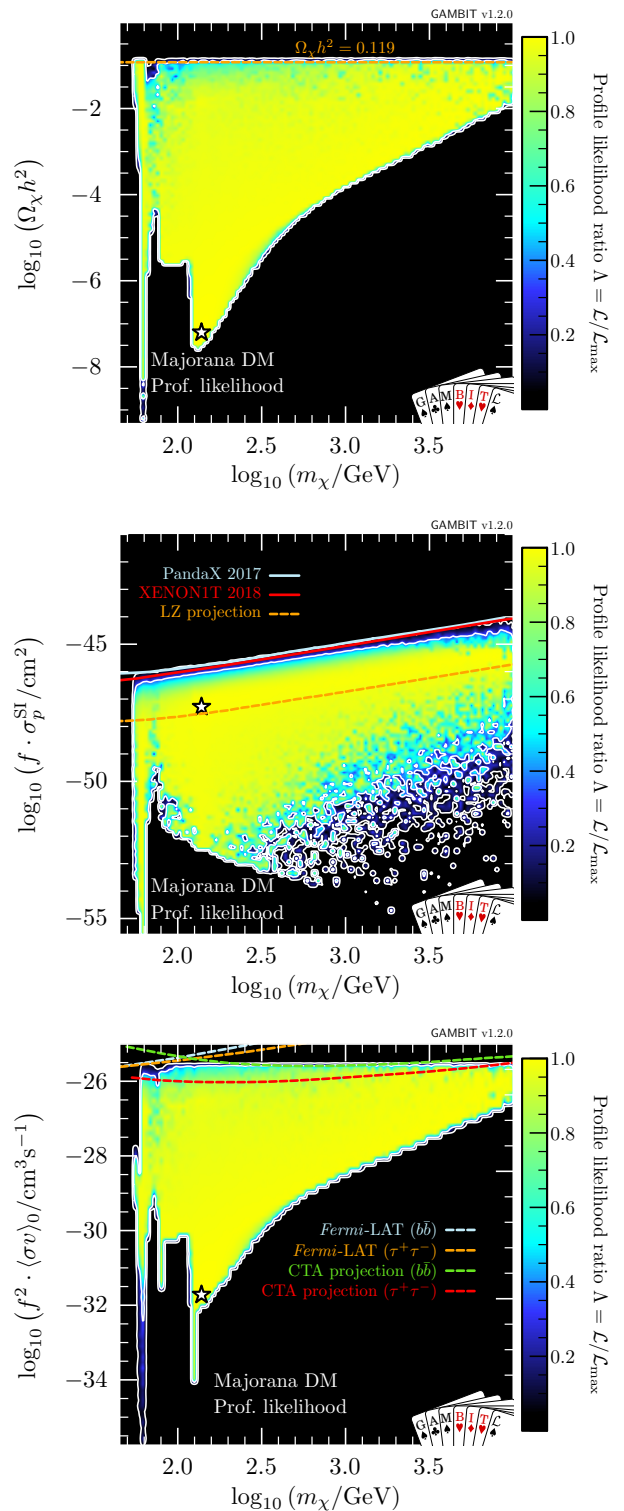 GAMBIT v1.2.0
Ωχh² = 0.119
−2
−4
−6
−8
log₁₀ (Ωχh²)
Majorana DM
Prof. likelihood
2.0 2.5 3.0 3.5
log₁₀ (mχ/GeV)
G A M B I T L
1.0
0.8
0.6
0.4
0.2
Profile likelihood ratio Λ = ℒ/ℒmax
GAMBIT v1.2.0
PandaX 2017
XENON1T 2018
LZ projection
−45
−50
−55
log₁₀ (f · σₚ^SI/cm²)
Majorana DM
Prof. likelihood
2.0 2.5 3.0 3.5
log₁₀ (mχ/GeV)
G A M B I T L
1.0
0.8
0.6
0.4
0.2
Profile likelihood ratio Λ = ℒ/ℒmax
GAMBIT v1.2.0
−26
−28
−30
−32
−34
log₁₀ (f² · ⟨σv⟩₀/cm³s⁻¹)
Fermi-LAT (bb̄)
Fermi-LAT (τ⁺τ⁻)
CTA projection (bb̄)
CTA projection (τ⁺τ⁻)
Majorana DM
Prof. likelihood
2.0 2.5 3.0 3.5
log₁₀ (mχ/GeV)
G A M B I T L
1.0
0.8
0.6
0.4
0.2
Profile likelihood ratio Λ = ℒ/ℒmax